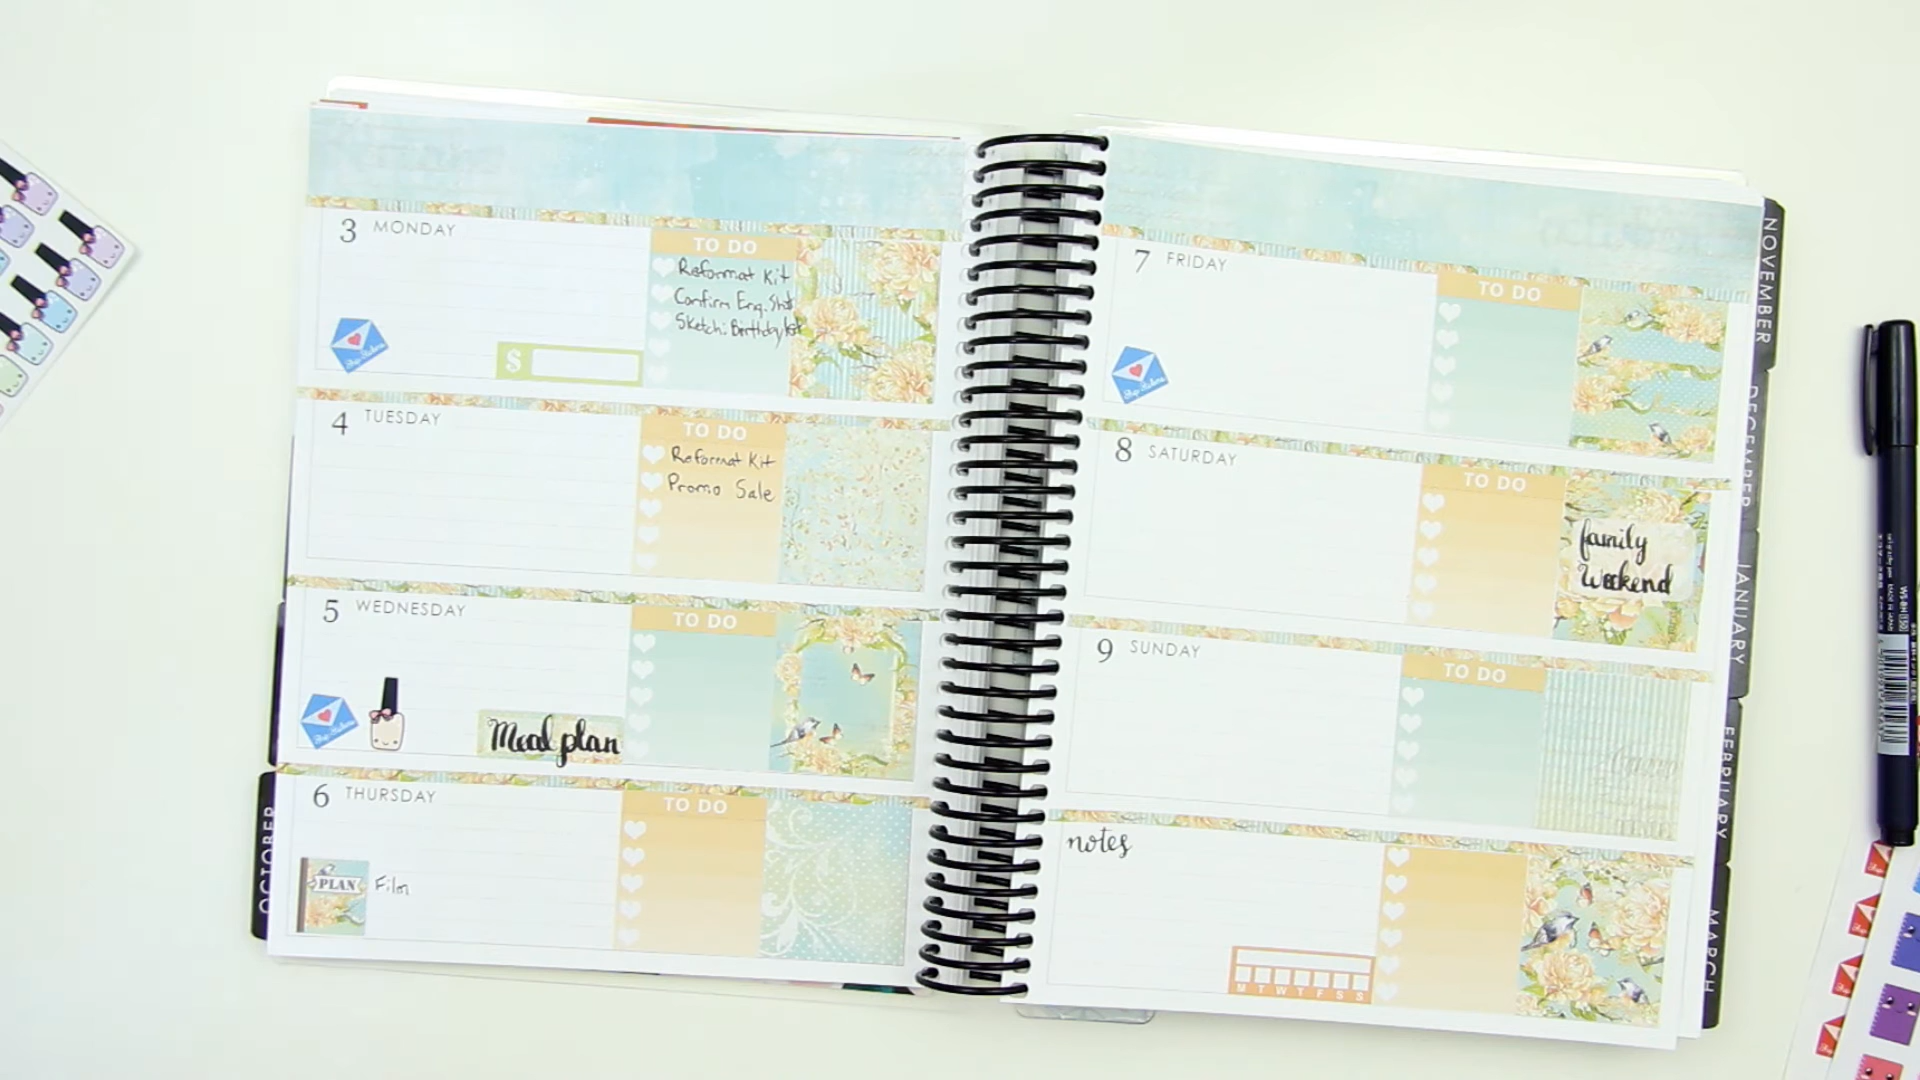 3 MONDAY
TO DO
Reformat Kit
Confirm Eng.
Sketch: Birthday Kit
$
4 TUESDAY
TO DO
Reformat Kit
Promo Sale
5 WEDNESDAY
TO DO
Meal plan
6 THURSDAY
TO DO
PLAN
Film
7 FRIDAY
TO DO
8 SATURDAY
TO DO
family
Weekend
9 SUNDAY
TO DO
notes
M T W T F S S
OCTOBER
NOVEMBER
DECEMBER
JANUARY
FEBRUARY
MARCH